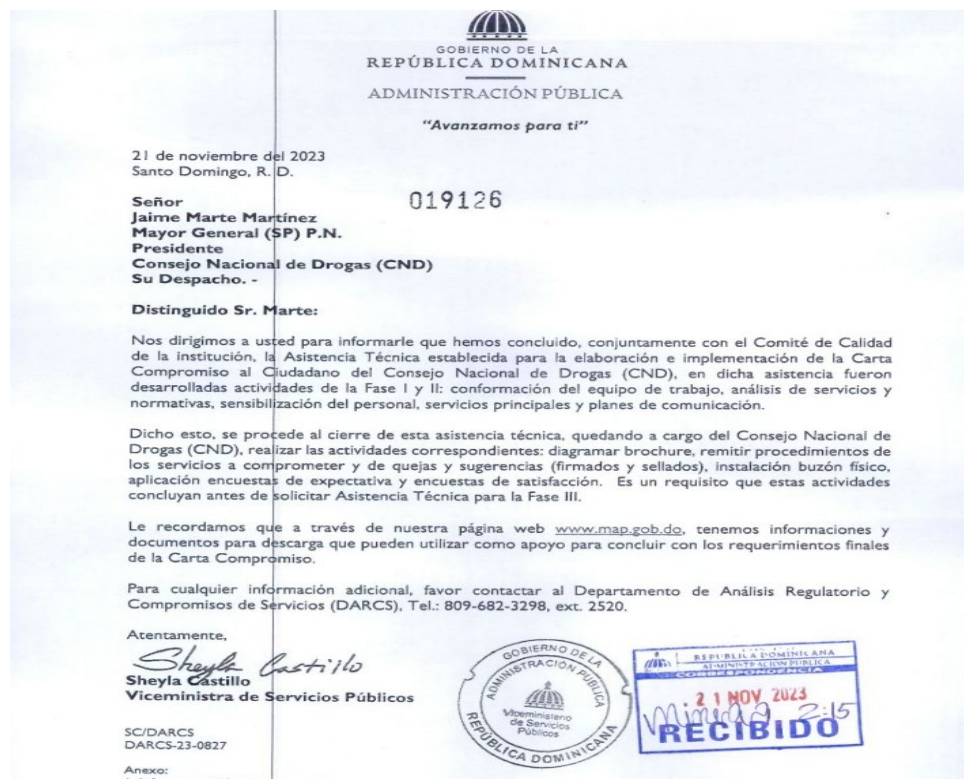 GOBIERNO DE LA
REPÚBLICA DOMINICANA
ADMINISTRACIÓN PÚBLICA
"Avanzamos para ti"
21 de noviembre del 2023
Santo Domingo, R. D.
019126
Señor
Jaime Marte Martínez
Mayor General (SP) P.N.
Presidente
Consejo Nacional de Drogas (CND)
Su Despacho. -
Distinguido Sr. Marte:
Nos dirigimos a usted para informarle que hemos concluido, conjuntamente con el Comité de Calidad
de la institución, la Asistencia Técnica establecida para la elaboración e implementación de la Carta
Compromiso al Ciudadano del Consejo Nacional de Drogas (CND), en dicha asistencia fueron
desarrolladas actividades de la Fase I y II: conformación del equipo de trabajo, análisis de servicios y
normativas, sensibilización del personal, servicios principales y planes de comunicación.
Dicho esto, se procede al cierre de esta asistencia técnica, quedando a cargo del Consejo Nacional de
Drogas (CND), realizar las actividades correspondientes: diagramar brochure, remitir procedimientos de
los servicios a comprometer y de quejas y sugerencias (firmados y sellados), instalación buzón físico,
aplicación encuestas de expectativa y encuestas de satisfacción. Es un requisito que estas actividades
concluyan antes de solicitar Asistencia Técnica para la Fase III.
Le recordamos que a través de nuestra página web www.map.gob.do, tenemos informaciones y
documentos para descarga que pueden utilizar como apoyo para concluir con los requerimientos finales
de la Carta Compromiso.
Para cualquier información adicional, favor contactar al Departamento de Análisis Regulatorio y
Compromisos de Servicios (DARCS), Tel.: 809-682-3298, ext. 2520.
Atentamente,
Sheyla Castillo
Sheyla Castillo
Viceministra de Servicios Públicos
GOBIERNO DE LA
ADMINISTRACIÓN PÚBLICA
Viceministerio
de Servicios
Públicos
REPÚBLICA DOMINICANA
REPUBLICA DOMINICANA
ADMINISTRACION PUBLICA
CORRESPONDENCIA
21 NOV 2023
2:15
RECIBIDO
SC/DARCS
DARCS-23-0827
Anexo: